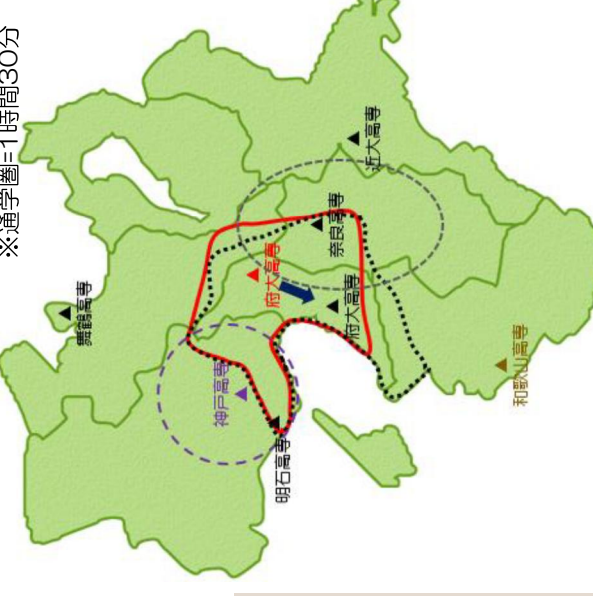 ※通学圏=1時間30分
舞鶴高専
近大高専
奈良高専
府大高専
府大高専
神戸高専
明石高専
和歌山高専